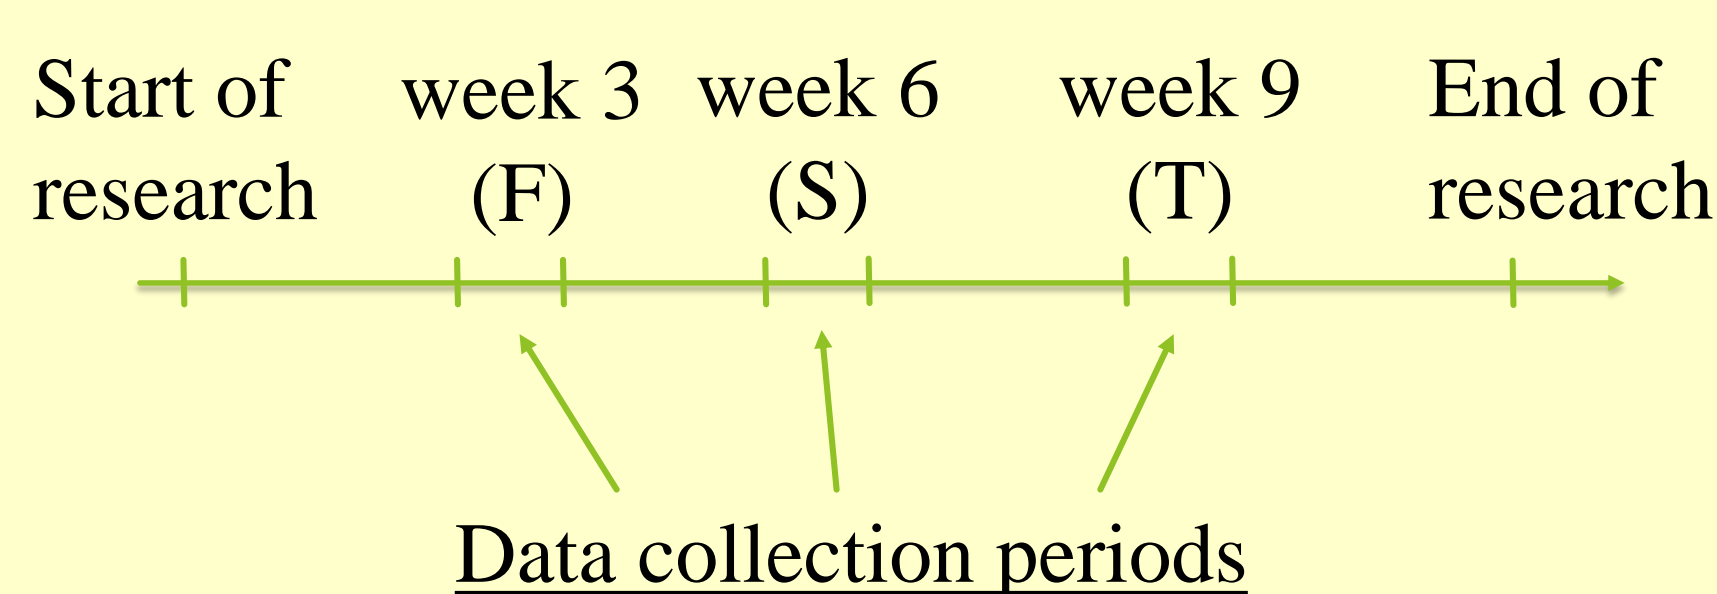 Start of week 3 week 6 week 9 End of
research (F) (S) (T) research
Data collection periods